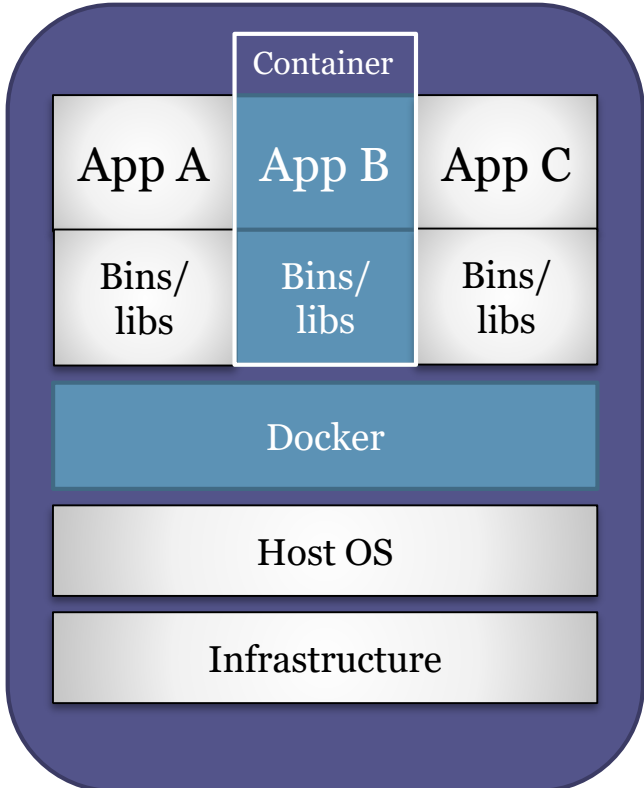 Container
App A
App B
App C
Bins/
libs
Bins/
libs
Bins/
libs
Docker
Host OS
Infrastructure